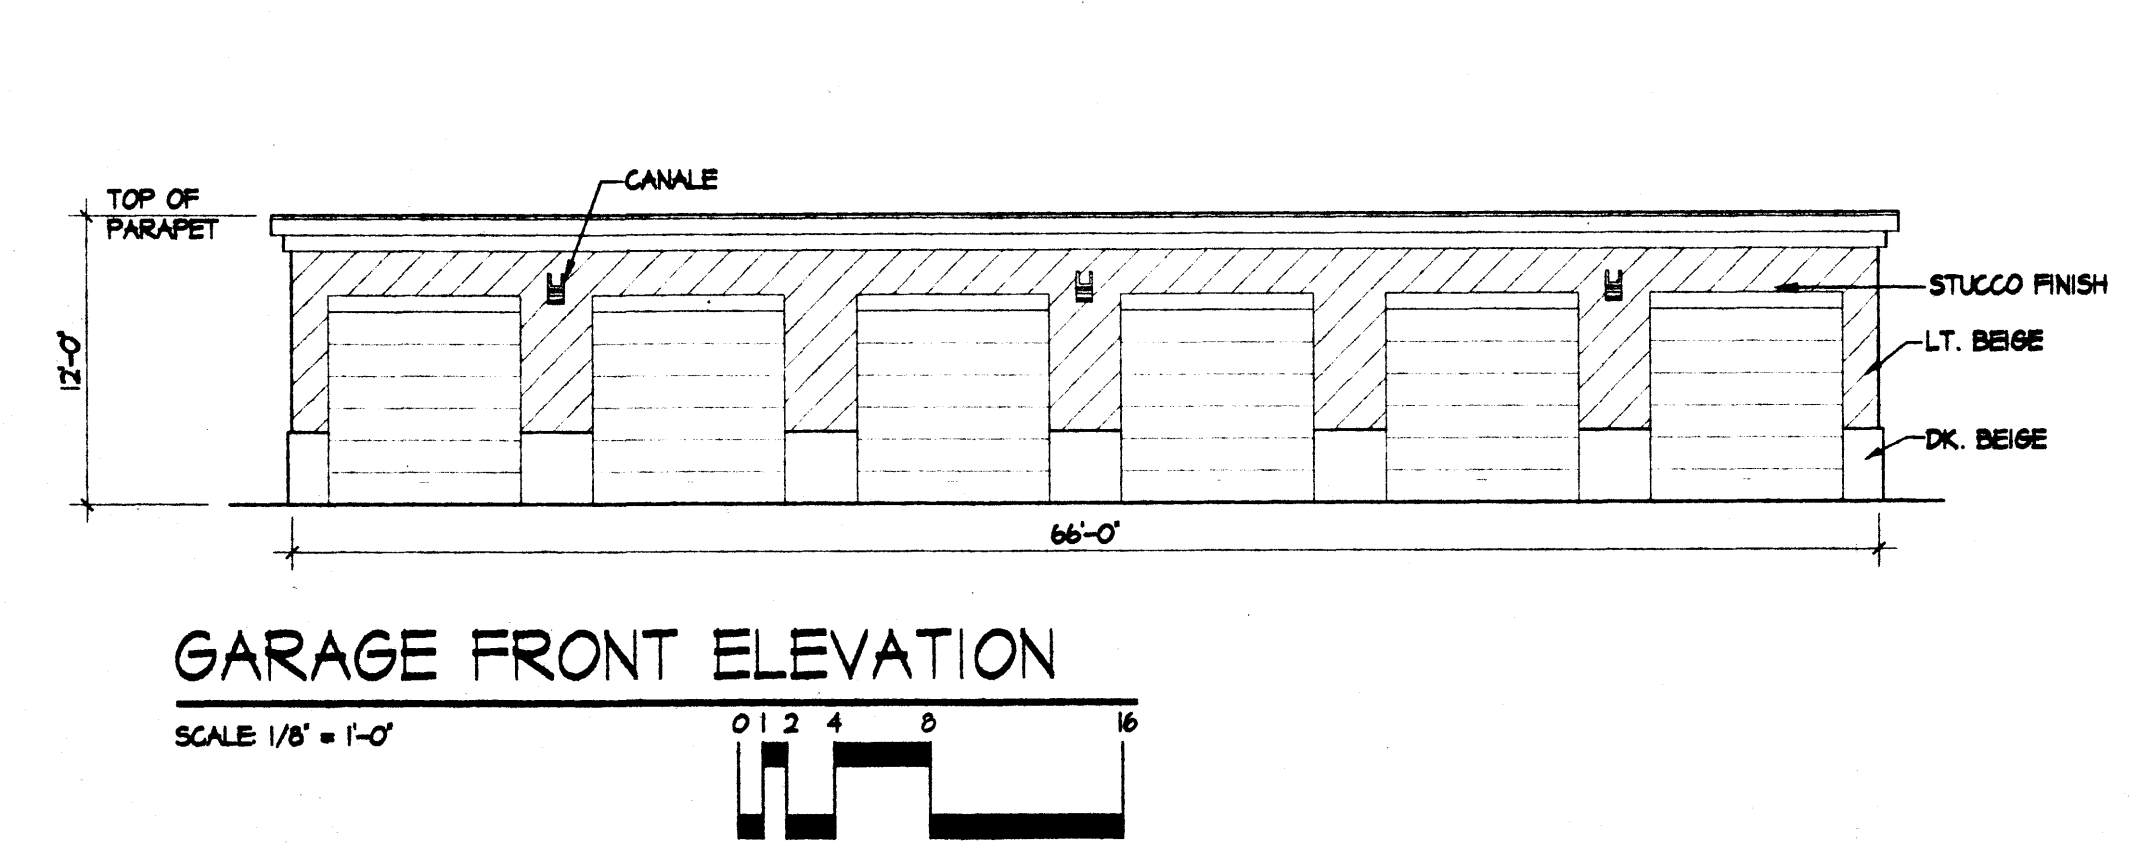 CANALE
TOP OF
PARAPET
STUCCO FINISH
LT. BEIGE
12'-0"
DK. BEIGE
66'-0"
GARAGE FRONT ELEVATION
0 1 2 4 8 16
SCALE 1/8" = 1'-0"